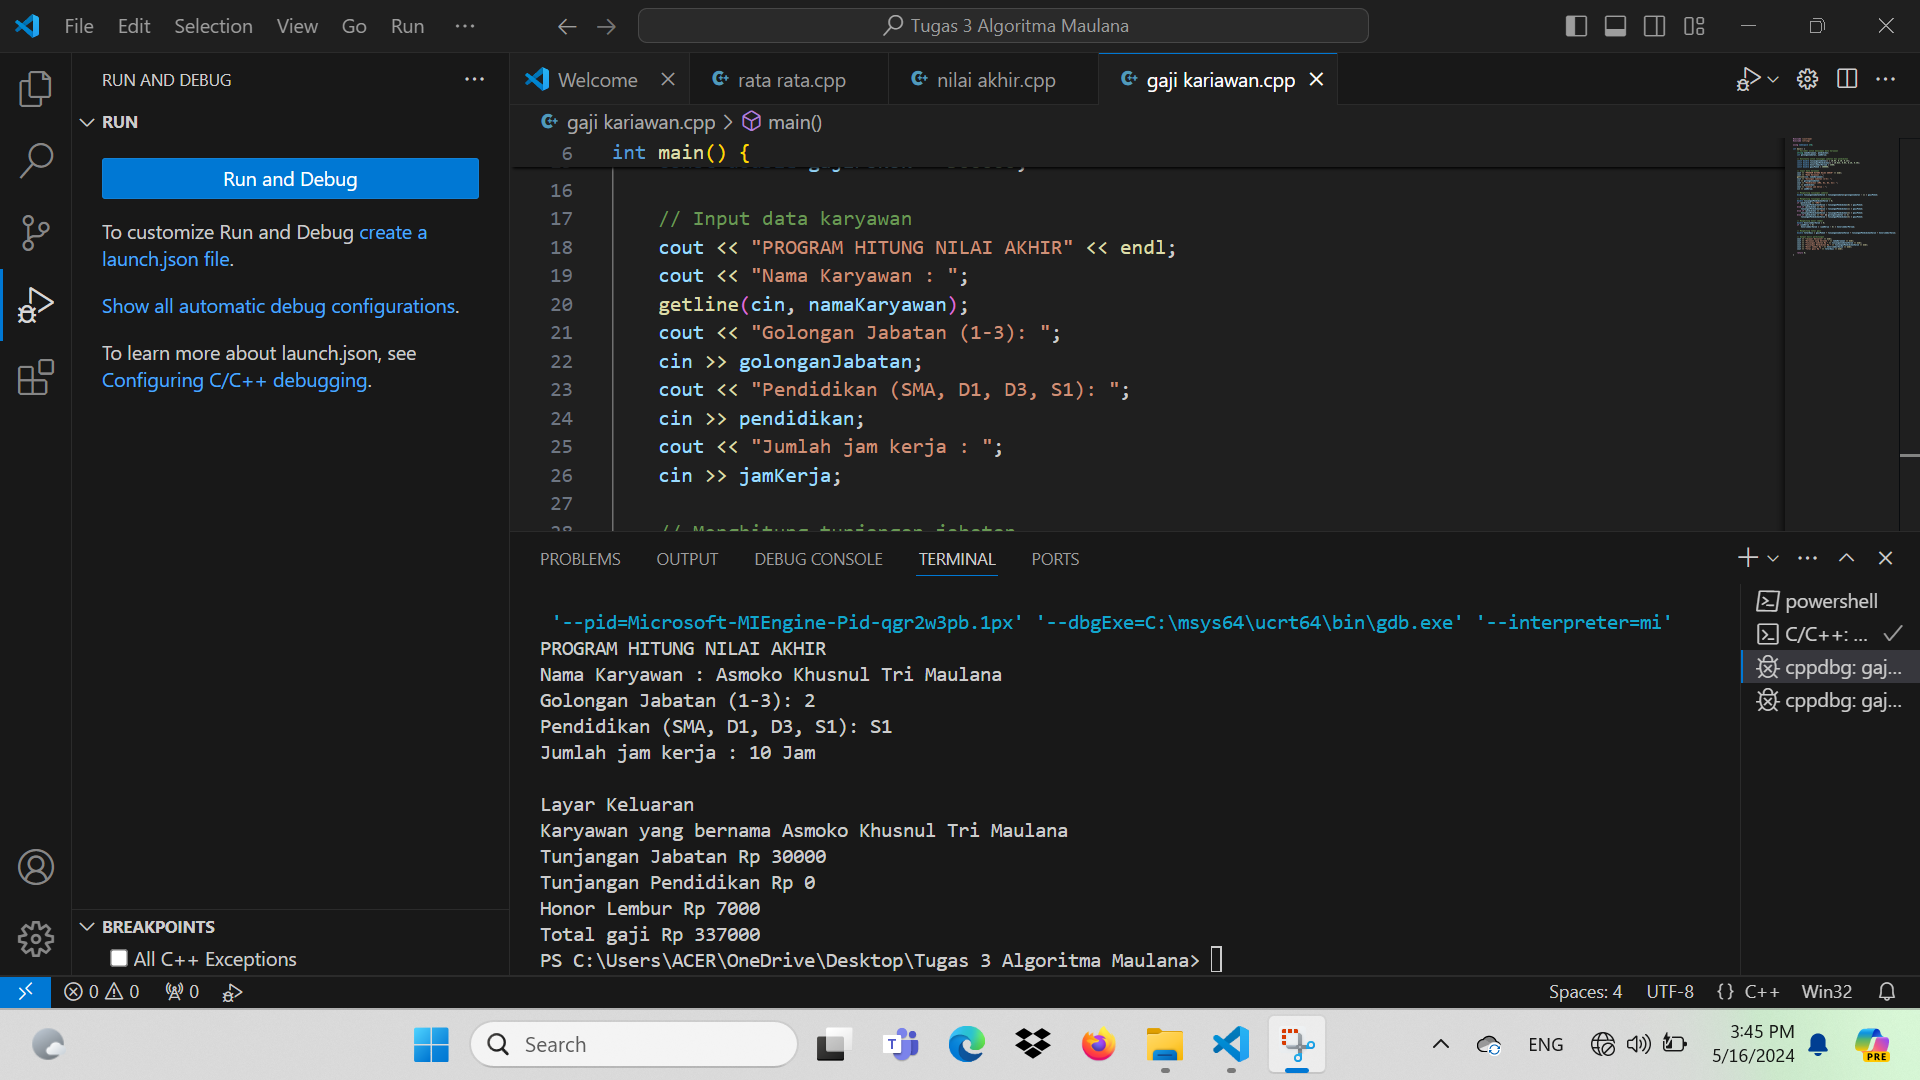 File Edit Selection View Go Run ···
Tugas 3 Algoritma Maulana
RUN AND DEBUG ···
RUN
Run and Debug
To customize Run and Debug create a
launch.json file.
Show all automatic debug configurations.
To learn more about launch.json, see
Configuring C/C++ debugging.
BREAKPOINTS
All C++ Exceptions
Welcome
rata rata.cpp
nilai akhir.cpp
gaji kariawan.cpp
gaji kariawan.cpp > main()
6 int main() {
16
17 // Input data karyawan
18 cout << "PROGRAM HITUNG NILAI AKHIR" << endl;
19 cout << "Nama Karyawan : ";
20 getline(cin, namaKaryawan);
21 cout << "Golongan Jabatan (1-3): ";
22 cin >> golonganJabatan;
23 cout << "Pendidikan (SMA, D1, D3, S1): ";
24 cin >> pendidikan;
25 cout << "Jumlah jam kerja : ";
26 cin >> jamKerja;
27
28 // Menghitung tunjangan jabatan
PROBLEMS OUTPUT DEBUG CONSOLE TERMINAL PORTS
'--pid=Microsoft-MIEngine-Pid-qgr2w3pb.1px' '--dbgExe=C:\msys64\ucrt64\bin\gdb.exe' '--interpreter=mi'
PROGRAM HITUNG NILAI AKHIR
Nama Karyawan : Asmoko Khusnul Tri Maulana
Golongan Jabatan (1-3): 2
Pendidikan (SMA, D1, D3, S1): S1
Jumlah jam kerja : 10 Jam
Layar Keluaran
Karyawan yang bernama Asmoko Khusnul Tri Maulana
Tunjangan Jabatan Rp 30000
Tunjangan Pendidikan Rp 0
Honor Lembur Rp 7000
Total gaji Rp 337000
PS C:\Users\ACER\OneDrive\Desktop\Tugas 3 Algoritma Maulana>
powershell
C/C++: ...
cppdbg: gaj...
cppdbg: gaj...
0 0 0
Spaces: 4 UTF-8 {} C++ Win32
Search
ENG
3:45 PM
5/16/2024
PRE